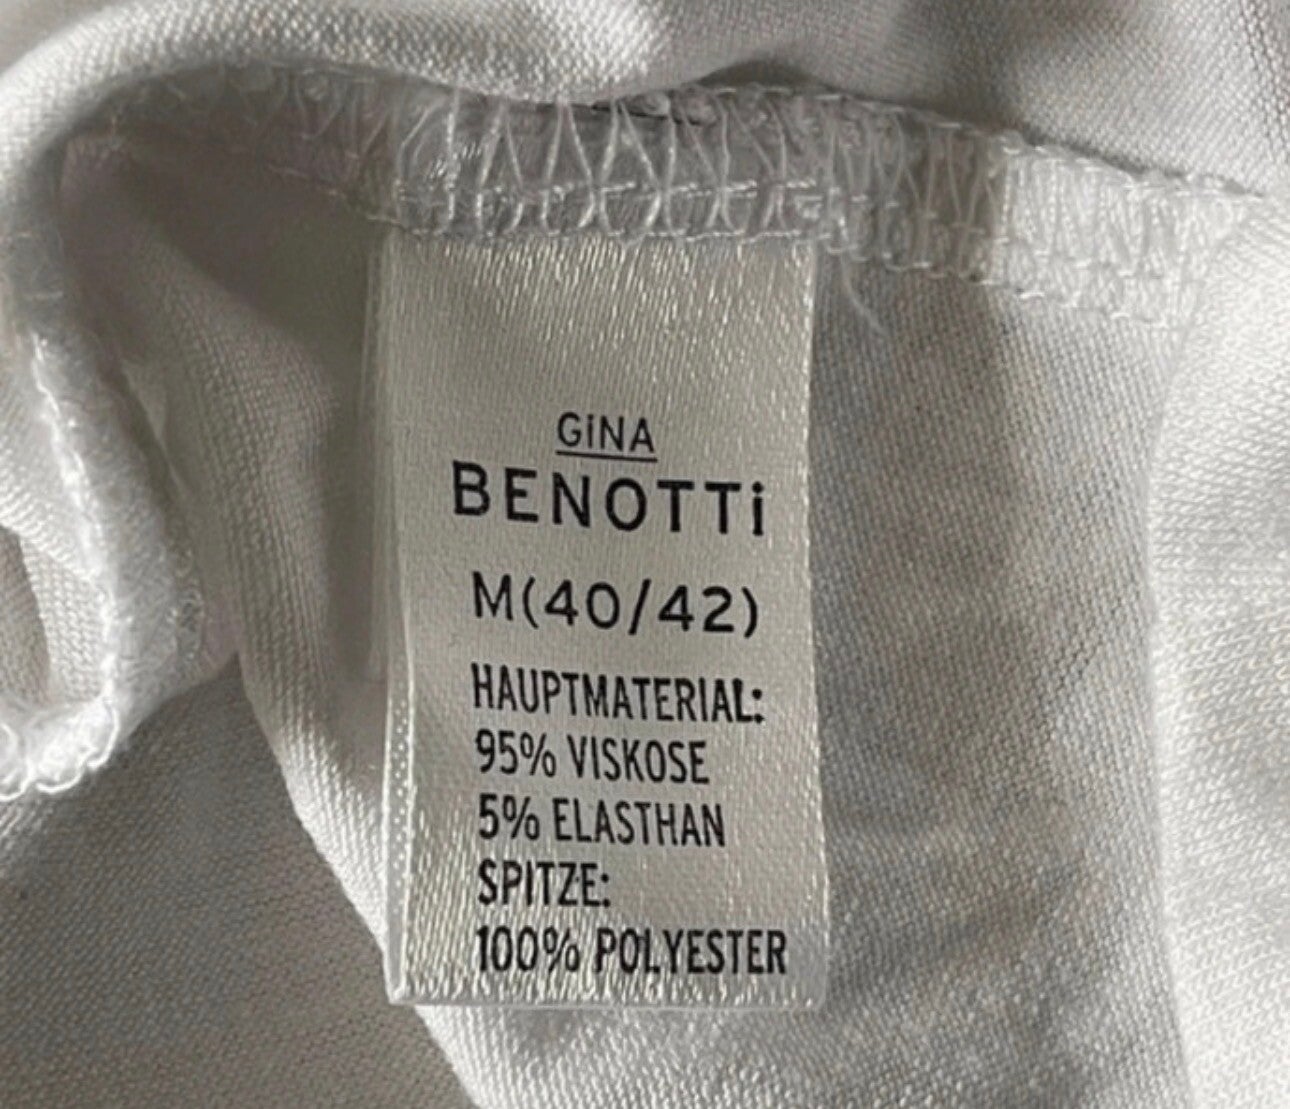 GiNA
BENOTTi
M(40/42)
HAUPTMATERIAL:
95% VISKOSE
5% ELASTHAN
SPITZE:
100% POLYESTER